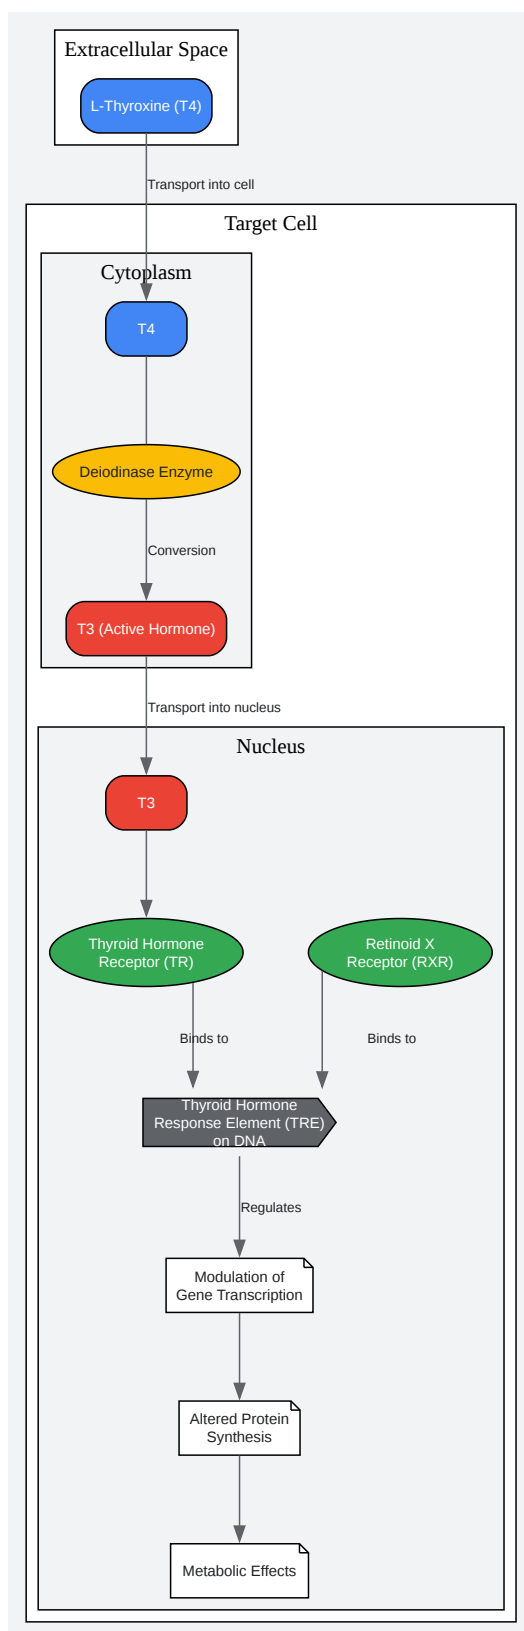 Extracellular Space
L-Thyroxine (T4)
Transport into cell
Target Cell
Cytoplasm
T4
Deiodinase Enzyme
Conversion
T3 (Active Hormone)
Transport into nucleus
Nucleus
T3
Thyroid Hormone
Receptor (TR)
Retinoid X
Receptor (RXR)
Binds to
Binds to
Thyroid Hormone
Response Element (TRE)
on DNA
Regulates
Modulation of
Gene Transcription
Altered Protein
Synthesis
Metabolic Effects